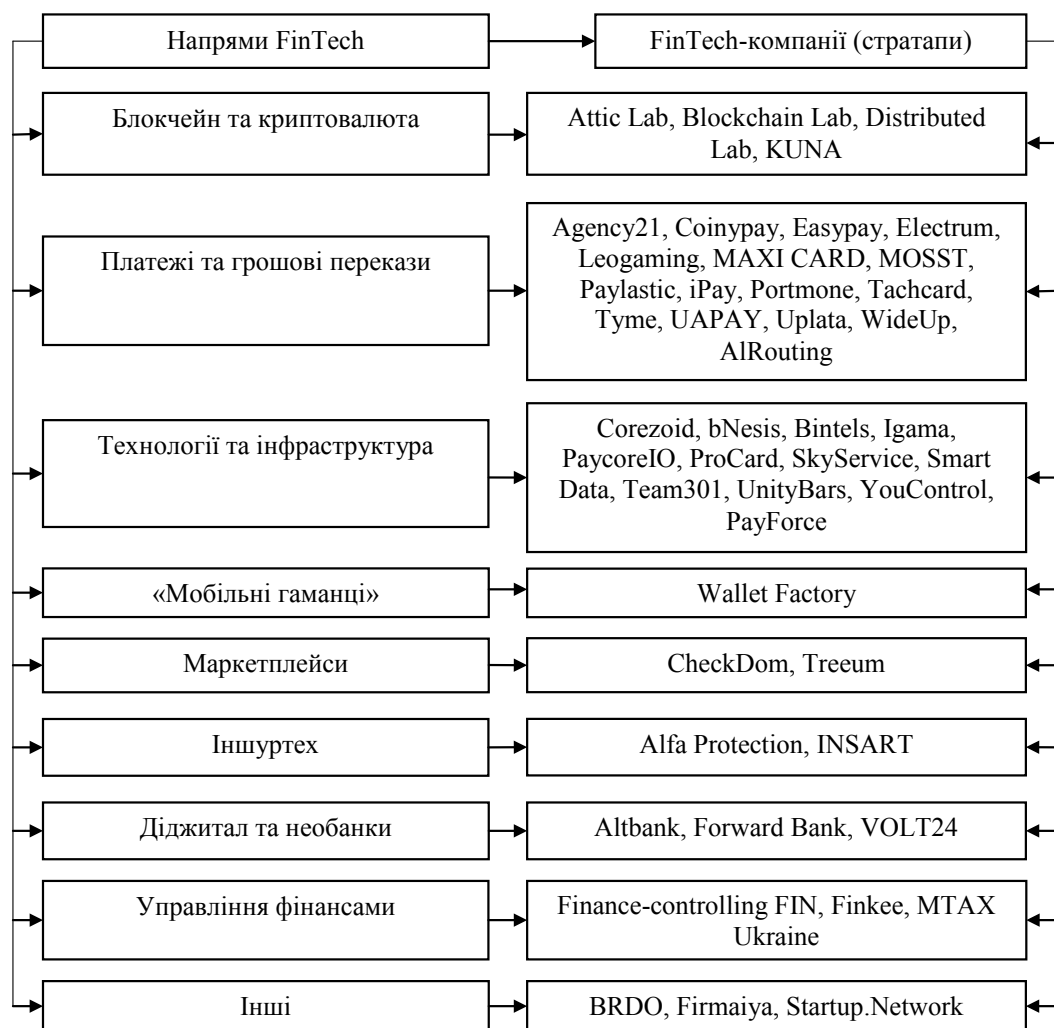 Напрями FinTech
FinTech-компанії (стратапи)
Блокчейн та криптовалюта
Attic Lab, Blockchain Lab, Distributed
Lab, KUNA
Платежі та грошові перекази
Agency21, Coinypay, Easypay, Electrum,
Leogaming, MAXI CARD, MOSST,
Paylastic, iPay, Portmone, Tachcard,
Tyme, UAPAY, Uplata, WideUp,
AlRouting
Технології та інфраструктура
Corezoid, bNesis, Bintels, Igama,
PaycoreIO, ProCard, SkyService, Smart
Data, Team301, UnityBars, YouControl,
PayForce
«Мобільні гаманці»
Wallet Factory
Маркетплейси
CheckDom, Treeum
Іншуртех
Alfa Protection, INSART
Діджитал та необанки
Altbank, Forward Bank, VOLT24
Управління фінансами
Finance-controlling FIN, Finkee, MTAX
Ukraine
Інші
BRDO, Firmaiya, Startup.Network